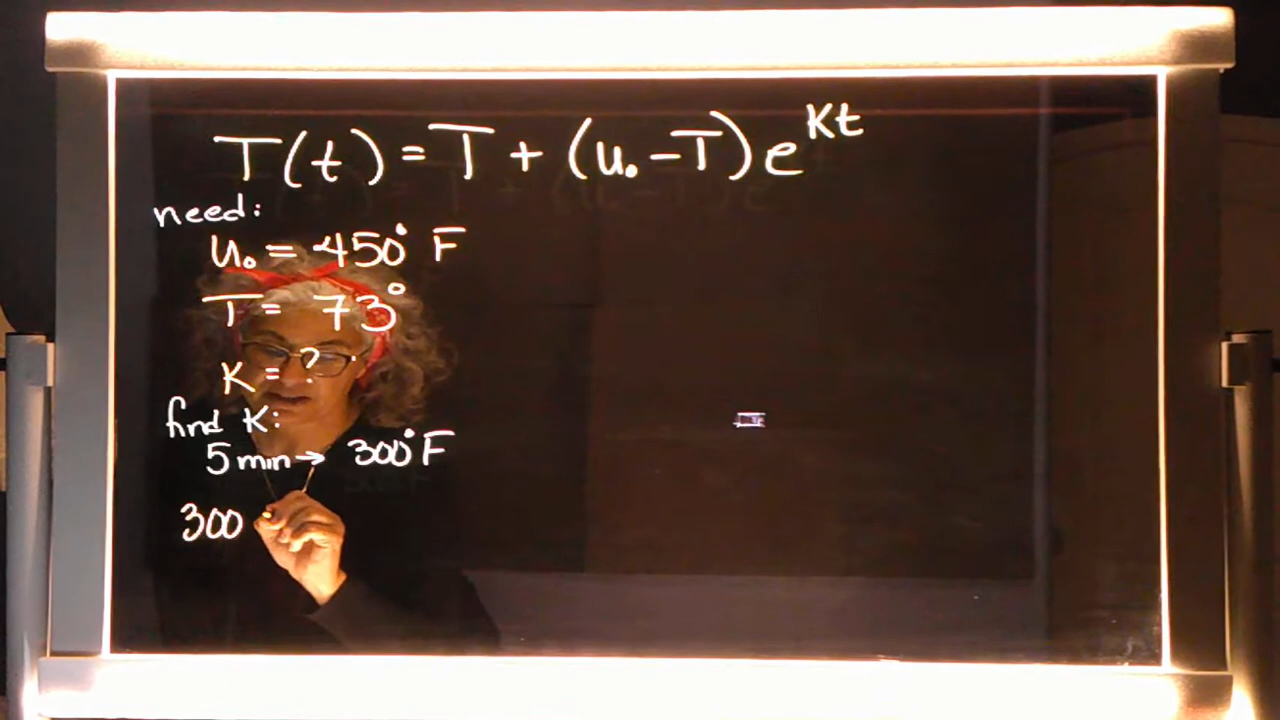 T(t) = T + (u₀ - T) e^Kt
need:
u₀ = 450° F
T = 73°
K = ?
find K:
5 min → 300° F
300